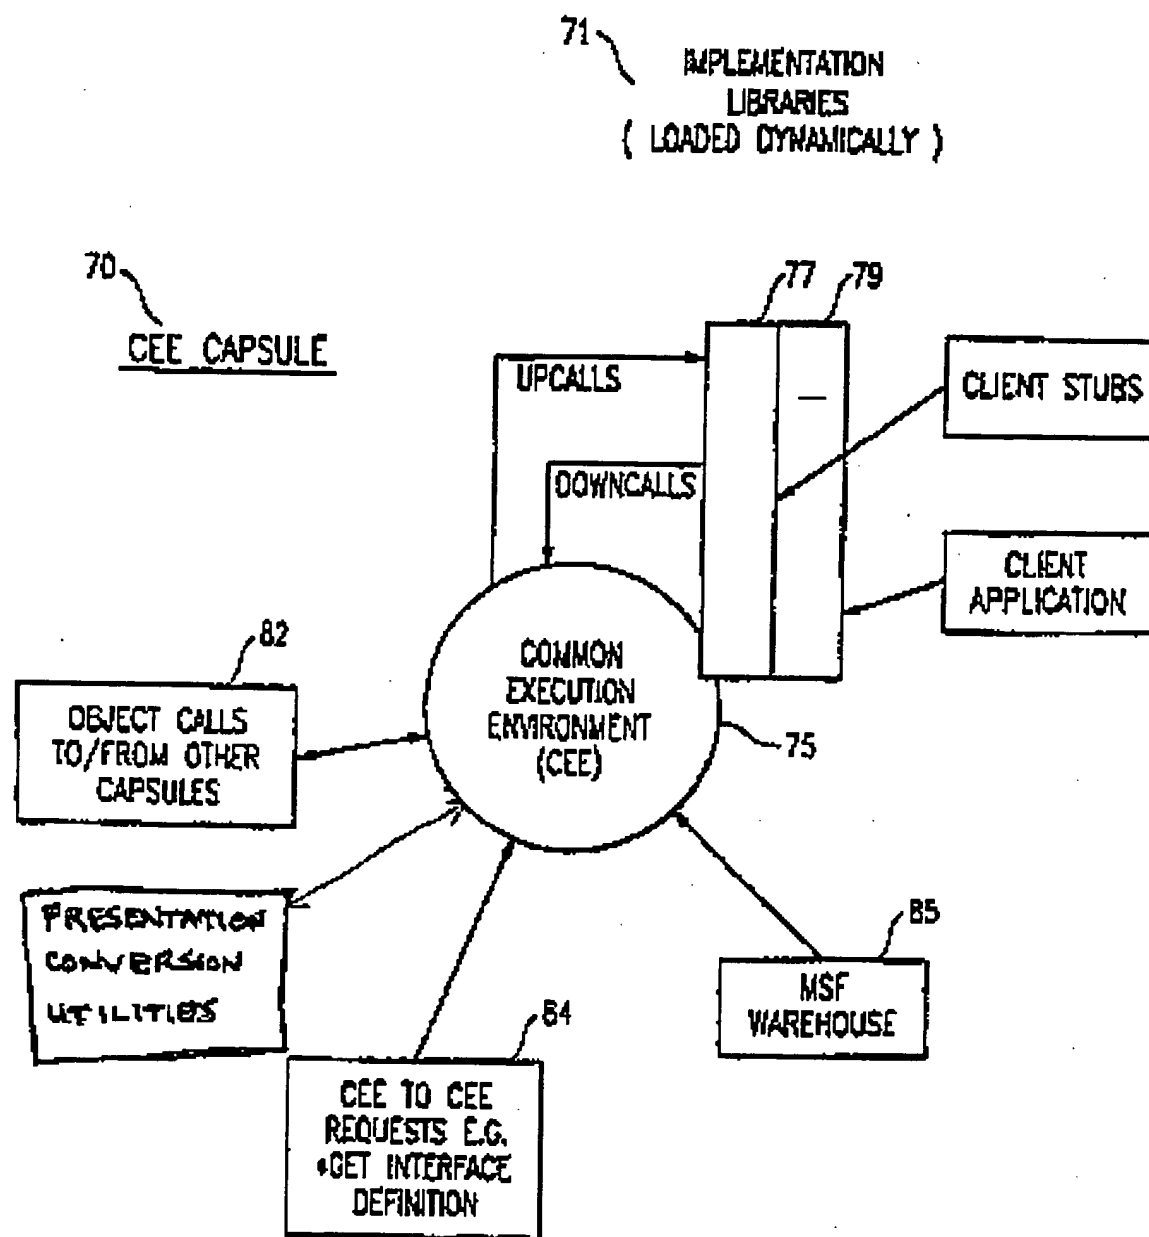 71
IMPLEMENTATION
LIBRARIES
( LOADED DYNAMICALLY )
70
CEE CAPSULE
77
79
UPCALLS
CLIENT STUBS
DOWNCALLS
CLIENT
APPLICATION
82
COMMON
EXECUTION
ENVIRONMENT
(CEE)
75
OBJECT CALLS
TO/FROM OTHER
CAPSULES
PRESENTATION
CONVERSION
UTILITIES
85
MSF
WAREHOUSE
84
CEE TO CEE
REQUESTS E.G.
*GET INTERFACE
DEFINITION